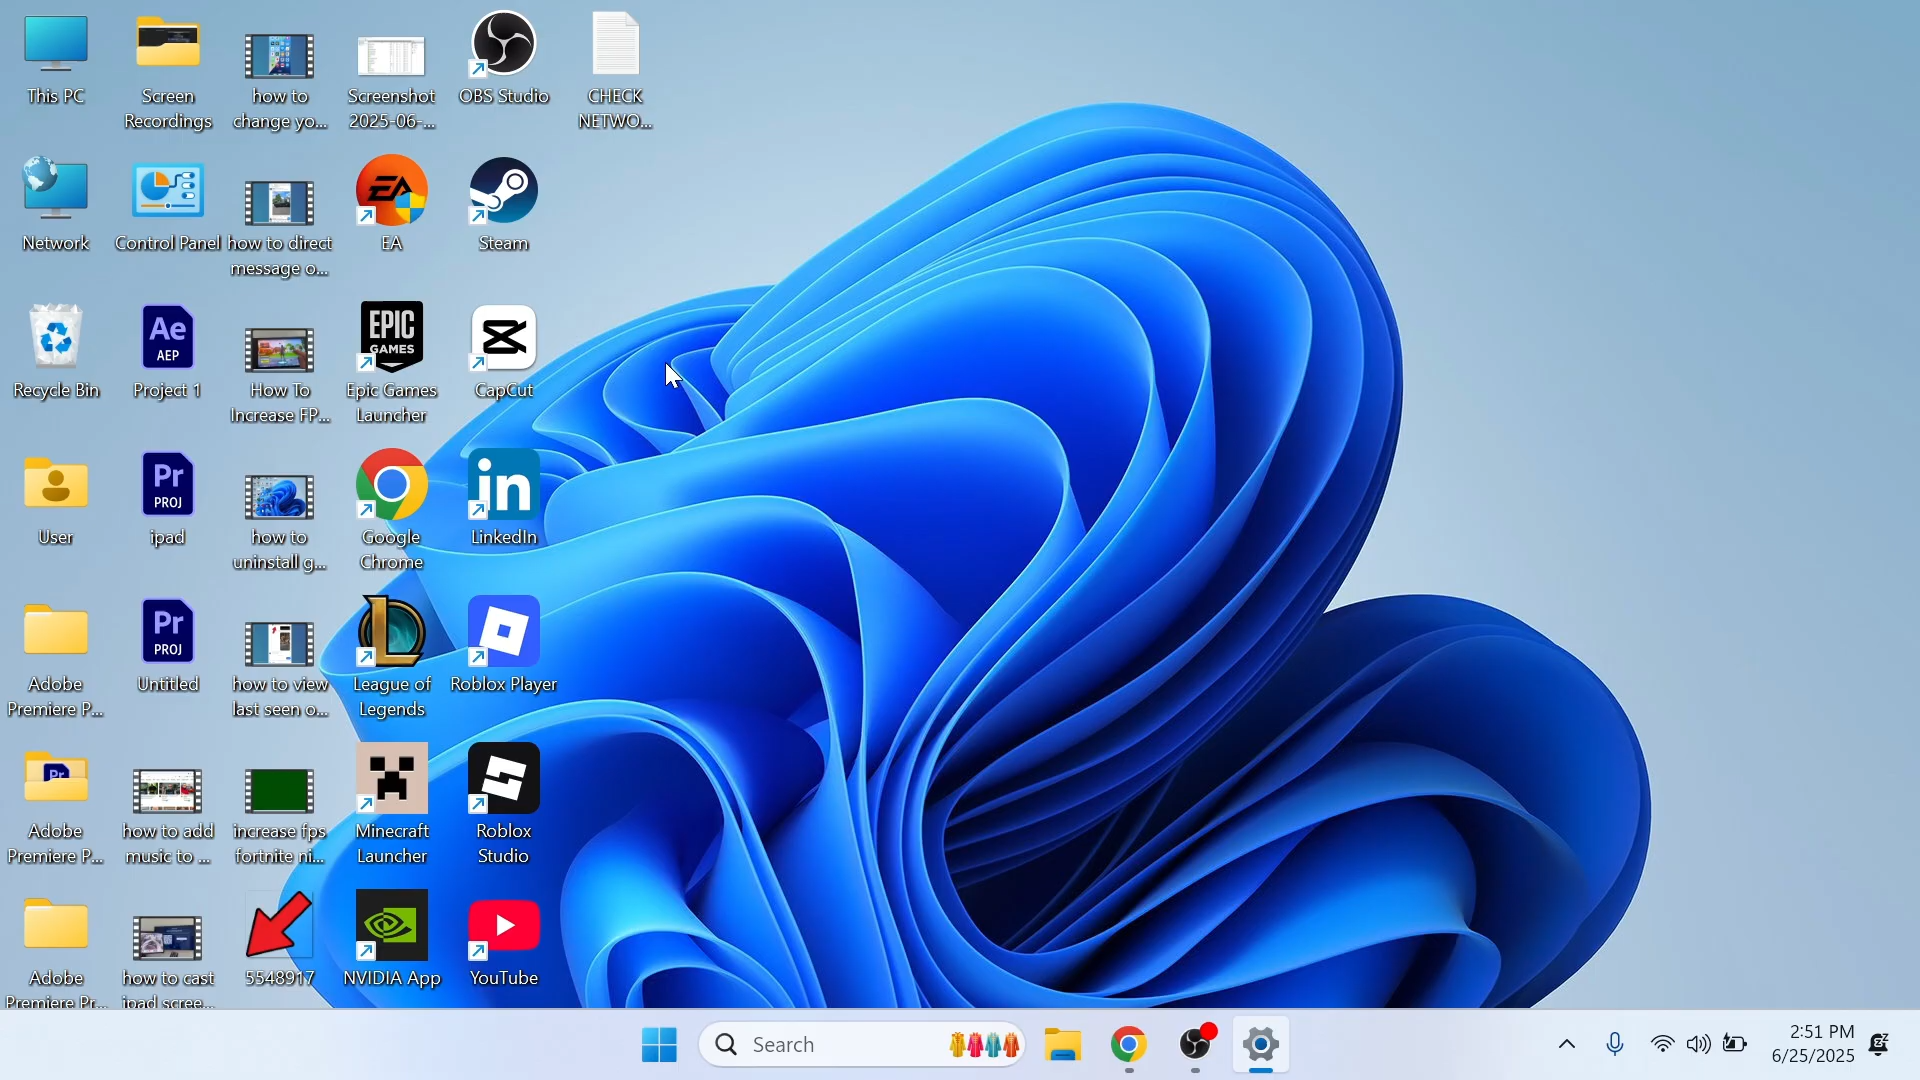 This PC
Screen
Recordings
how to
change yo...
Screenshot
2025-06-...
OBS Studio
CHECK
NETWO...
Network
Control Panel
how to direct
message o...
EA
EA
Steam
Recycle Bin
Ae
AEP
Project 1
How To
Increase FP...
EPIC
GAMES
Epic Games
Launcher
CapCut
User
Pr
PROJ
ipad
how to
uninstall g...
Google
Chrome
in
LinkedIn
Adobe
Premiere P...
Pr
PROJ
Untitled
how to view
last seen o...
League of
Legends
Roblox Player
Pr
Adobe
Premiere P...
how to add
music to ...
increase fps
fortnite ni...
Minecraft
Launcher
Roblox
Studio
Adobe
Premiere Pr...
how to cast
ipad scree...
5548917
NVIDIA App
YouTube
Search
2:51 PM
6/25/2025